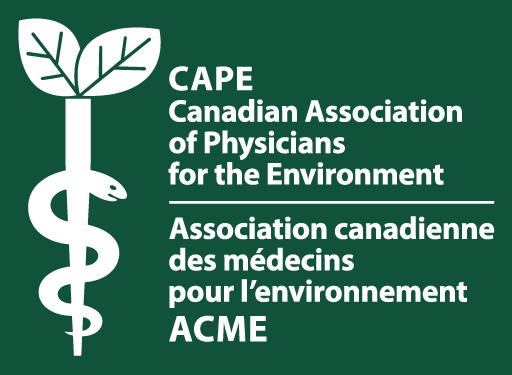 CAPE
Canadian Association
of Physicians
for the Environment
Association canadienne
des médecins
pour l’environnement
ACME